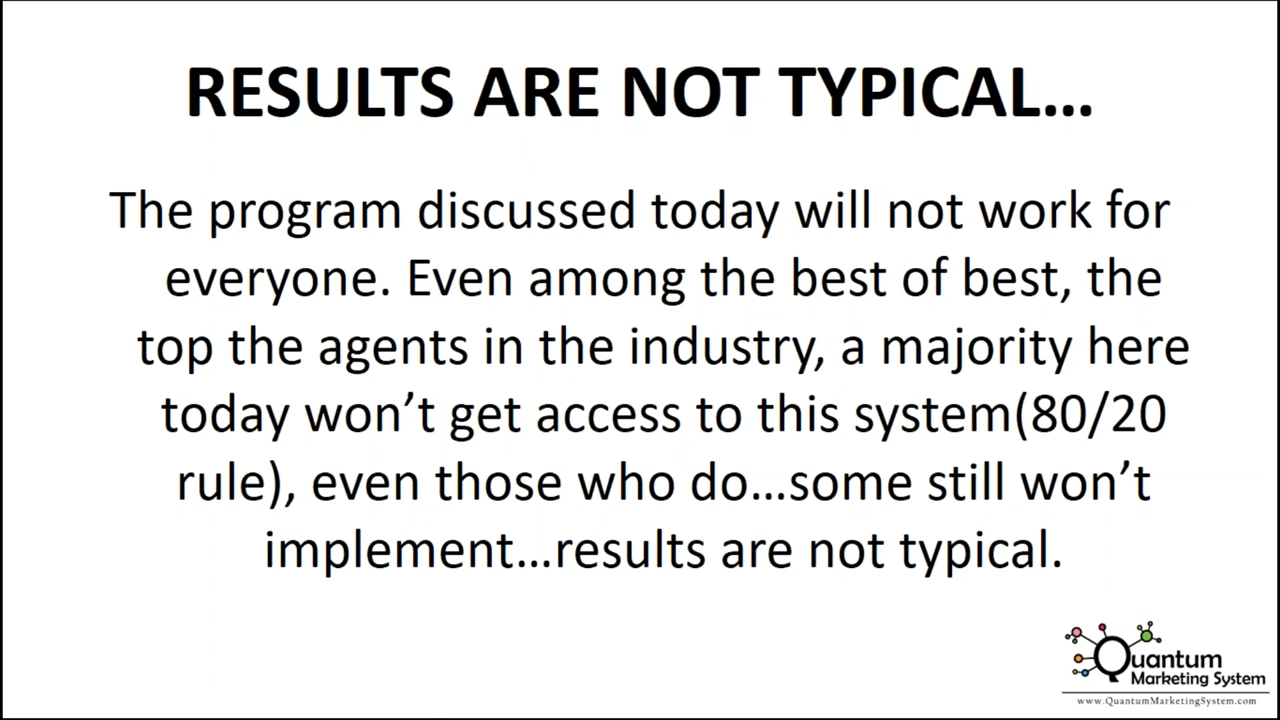 RESULTS ARE NOT TYPICAL...
The program discussed today will not work for
everyone. Even among the best of best, the
top the agents in the industry, a majority here
today won’t get access to this system(80/20
rule), even those who do...some still won’t
implement...results are not typical.
Quantum
Marketing System
www.QuantumMarketingSystem.com